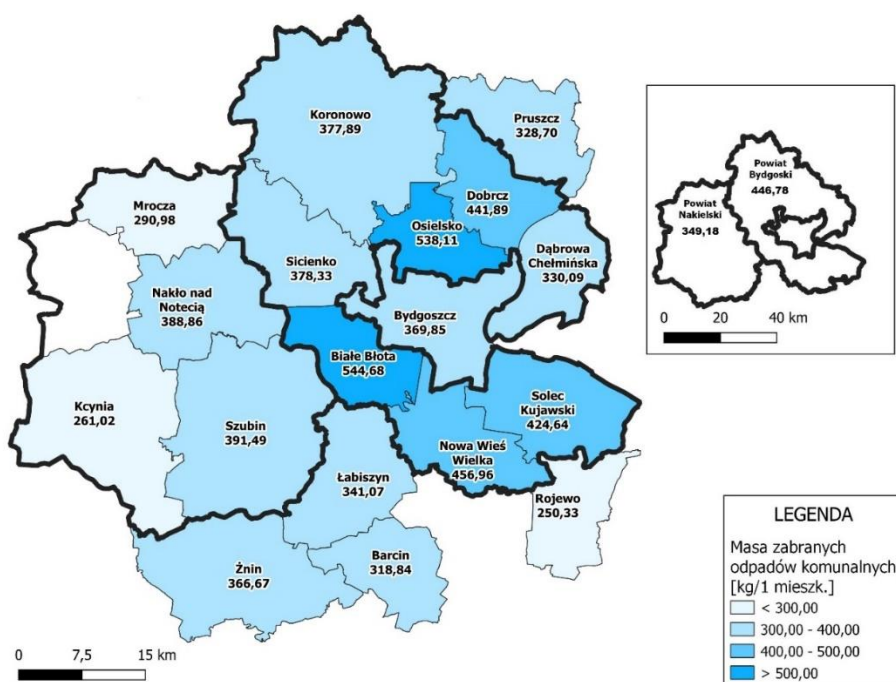 Koronowo
377,89
Pruszcz
328,70
Dobrcz
441,89
Mrocza
290,98
Osielsko
538,11
Sicienko
378,33
Dąbrowa
Chełmińska
330,09
Nakło nad
Notecią
388,86
Bydgoszcz
369,85
Białe Błota
544,68
Kcynia
261,02
Szubin
391,49
Solec
Kujawski
424,64
Nowa Wieś
Wielka
456,96
Łabiszyn
341,07
Rojewo
250,33
Żnin
366,67
Barcin
318,84
0 7,5 15 km
Powiat
Bydgoski
446,78
Powiat
Nakielski
349,18
0 20 40 km
LEGENDA
Masa zabranych
odpadów komunalnych
[kg/1 mieszk.]
< 300,00
300,00 - 400,00
400,00 - 500,00
> 500,00